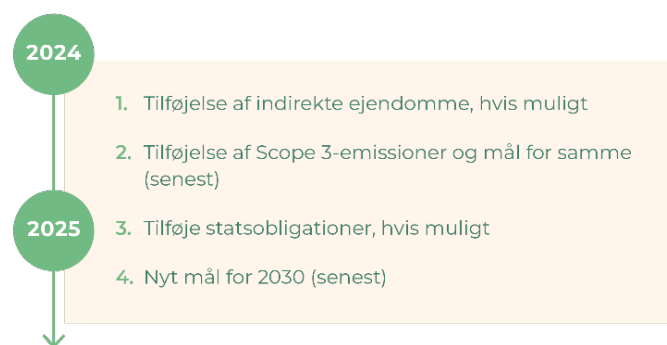 2024
1. Tilføjelse af indirekte ejendomme, hvis muligt
2. Tilføjelse af Scope 3-emissioner og mål for samme
(senest)
2025
3. Tilføje statsobligationer, hvis muligt
4. Nyt mål for 2030 (senest)